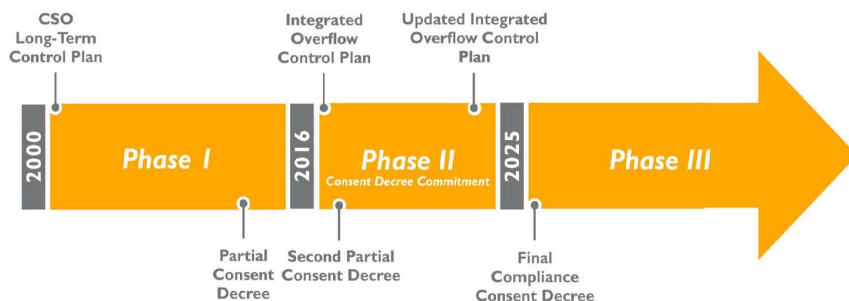 CSO
Long-Term
Control Plan
Integrated
Overflow
Control Plan
Updated Integrated
Overflow Control
Plan
2000
Phase I
2016
Phase II
Consent Decree Commitment
2025
Phase III
Partial
Consent
Decree
Second Partial
Consent Decree
Final
Compliance
Consent Decree